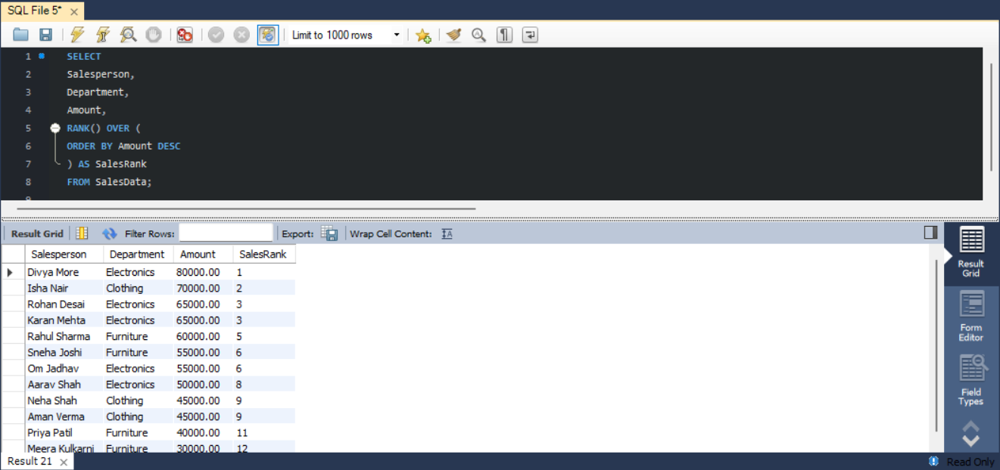 SQL File 5*
Limit to 1000 rows
1 SELECT
2 Salesperson,
3 Department,
4 Amount,
5 RANK() OVER (
6 ORDER BY Amount DESC
7 ) AS SalesRank
8 FROM SalesData;
9
Result Grid Filter Rows: Export: Wrap Cell Content:
Salesperson Department Amount SalesRank
Divya More Electronics 80000.00 1
Isha Nair Clothing 70000.00 2
Rohan Desai Electronics 65000.00 3
Karan Mehta Electronics 65000.00 3
Rahul Sharma Furniture 60000.00 5
Sneha Joshi Furniture 55000.00 6
Om Jadhav Electronics 55000.00 6
Aarav Shah Electronics 50000.00 8
Neha Shah Clothing 45000.00 9
Aman Verma Clothing 45000.00 9
Priya Patil Furniture 40000.00 11
Meera Kulkarni Furniture 30000.00 12
Result
Grid
Form
Editor
Field
Types
Result 21
Read Only